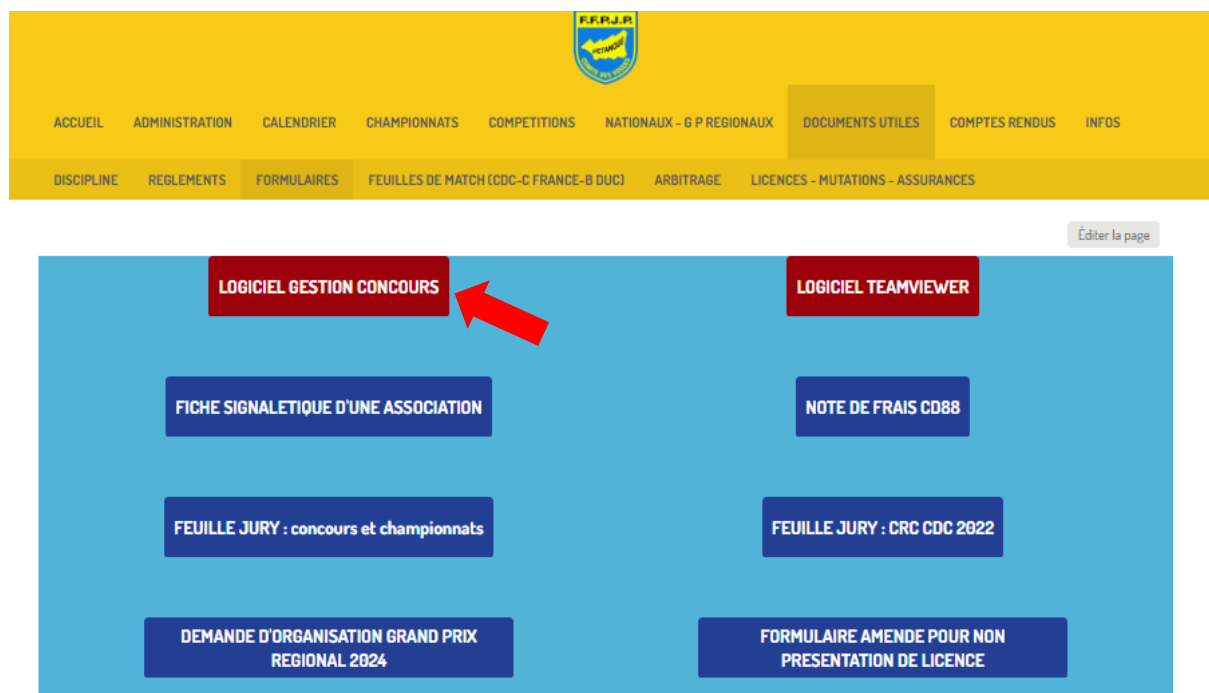 F.F.P.J.P.
PETANQUE
COMITE DES VOSGES
ACCUEIL ADMINISTRATION CALENDRIER CHAMPIONNATS COMPETITIONS NATIONAUX - G P REGIONAUX DOCUMENTS UTILES COMPTES RENDUS INFOS
DISCIPLINE REGLEMENTS FORMULAIRES FEUILLES DE MATCH (CDC-C FRANCE-B DUC) ARBITRAGE LICENCES - MUTATIONS - ASSURANCES
Éditer la page
LOGICIEL GESTION CONCOURS LOGICIEL TEAMVIEWER
FICHE SIGNALETIQUE D'UNE ASSOCIATION NOTE DE FRAIS CD88
FEUILLE JURY : concours et championnats FEUILLE JURY : CRC CDC 2022
DEMANDE D'ORGANISATION GRAND PRIX
REGIONAL 2024
FORMULAIRE AMENDE POUR NON
PRESENTATION DE LICENCE